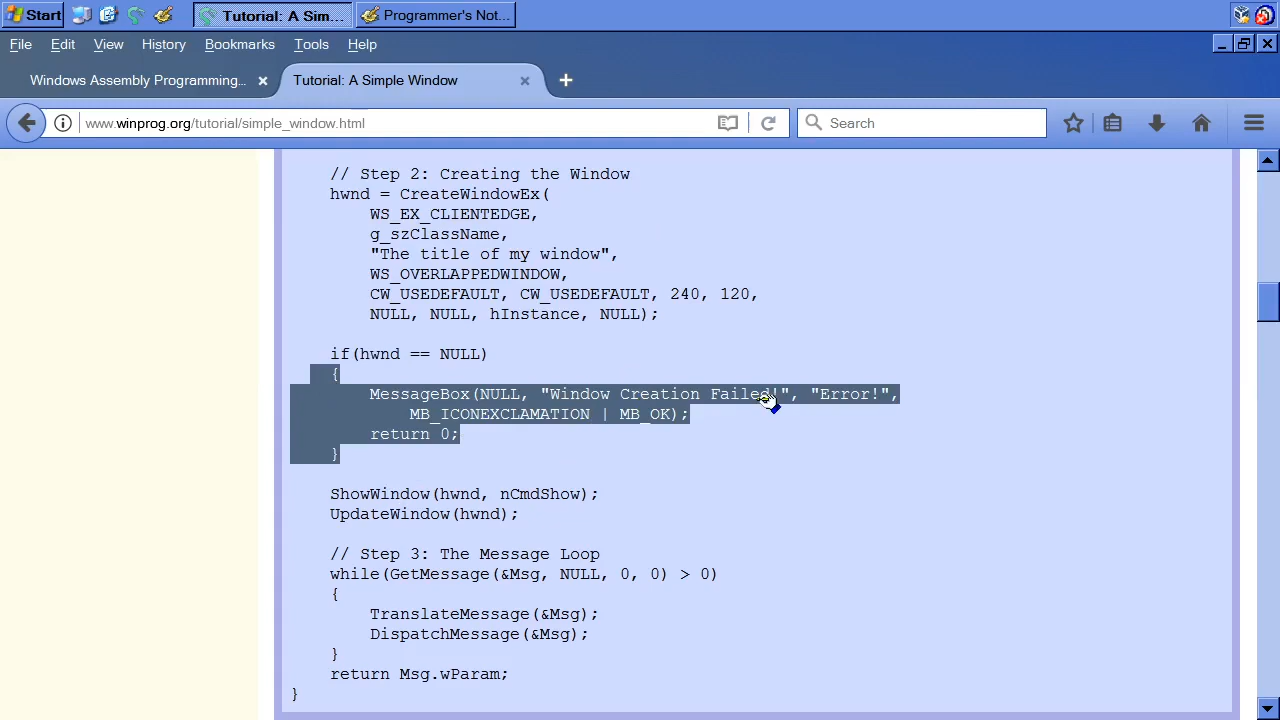 Start Tutorial: A Sim... Programmer's Not...
File Edit View History Bookmarks Tools Help
Windows Assembly Programming... Tutorial: A Simple Window
www.winprog.org/tutorial/simple_window.html Search
// Step 2: Creating the Window
hwnd = CreateWindowEx(
WS_EX_CLIENTEDGE,
g_szClassName,
"The title of my window",
WS_OVERLAPPEDWINDOW,
CW_USEDEFAULT, CW_USEDEFAULT, 240, 120,
NULL, NULL, hInstance, NULL);
if(hwnd == NULL)
{
MessageBox(NULL, "Window Creation Failed!", "Error!",
MB_ICONEXCLAMATION | MB_OK);
return 0;
}
ShowWindow(hwnd, nCmdShow);
UpdateWindow(hwnd);
// Step 3: The Message Loop
while(GetMessage(&Msg, NULL, 0, 0) > 0)
{
TranslateMessage(&Msg);
DispatchMessage(&Msg);
}
return Msg.wParam;
}